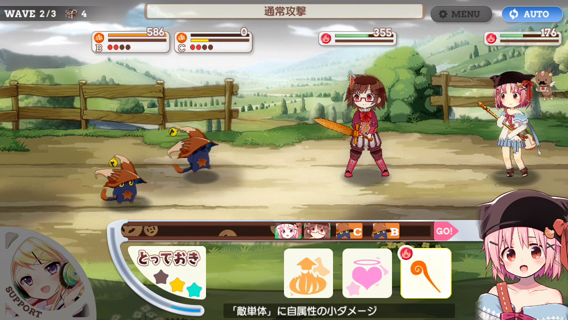 WAVE 2/3 4
通常攻撃
MENU
AUTO
586
B
0
C
355
176
C
B
GO!
とっておき
SUPPORT
「敵単体」に自属性の小ダメージ